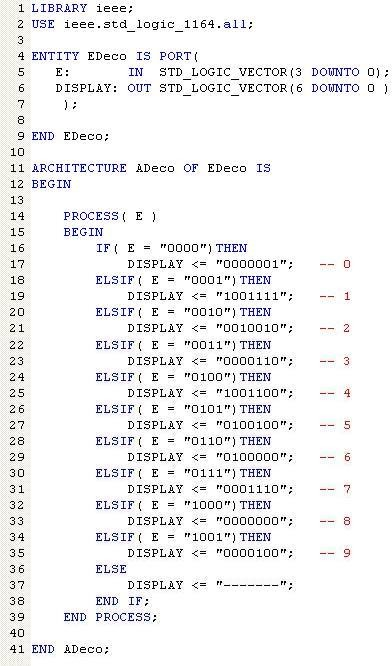 1 LIBRARY ieee;
2 USE ieee.std_logic_1164.all;
3
4 ENTITY EDeco IS PORT(
5 E: IN STD_LOGIC_VECTOR(3 DOWNTO 0);
6 DISPLAY: OUT STD_LOGIC_VECTOR(6 DOWNTO 0 )
7 );
8
9 END EDeco;
10
11 ARCHITECTURE ADeco OF EDeco IS
12 BEGIN
13
14 PROCESS( E )
15 BEGIN
16 IF( E = "0000")THEN
17 DISPLAY <= "0000001"; -- 0
18 ELSIF( E = "0001")THEN
19 DISPLAY <= "1001111"; -- 1
20 ELSIF( E = "0010")THEN
21 DISPLAY <= "0010010"; -- 2
22 ELSIF( E = "0011")THEN
23 DISPLAY <= "0000110"; -- 3
24 ELSIF( E = "0100")THEN
25 DISPLAY <= "1001100"; -- 4
26 ELSIF( E = "0101")THEN
27 DISPLAY <= "0100100"; -- 5
28 ELSIF( E = "0110")THEN
29 DISPLAY <= "0100000"; -- 6
30 ELSIF( E = "0111")THEN
31 DISPLAY <= "0001110"; -- 7
32 ELSIF( E = "1000")THEN
33 DISPLAY <= "0000000"; -- 8
34 ELSIF( E = "1001")THEN
35 DISPLAY <= "0000100"; -- 9
36 ELSE
37 DISPLAY <= "-------";
38 END IF;
39 END PROCESS;
40
41 END ADeco;